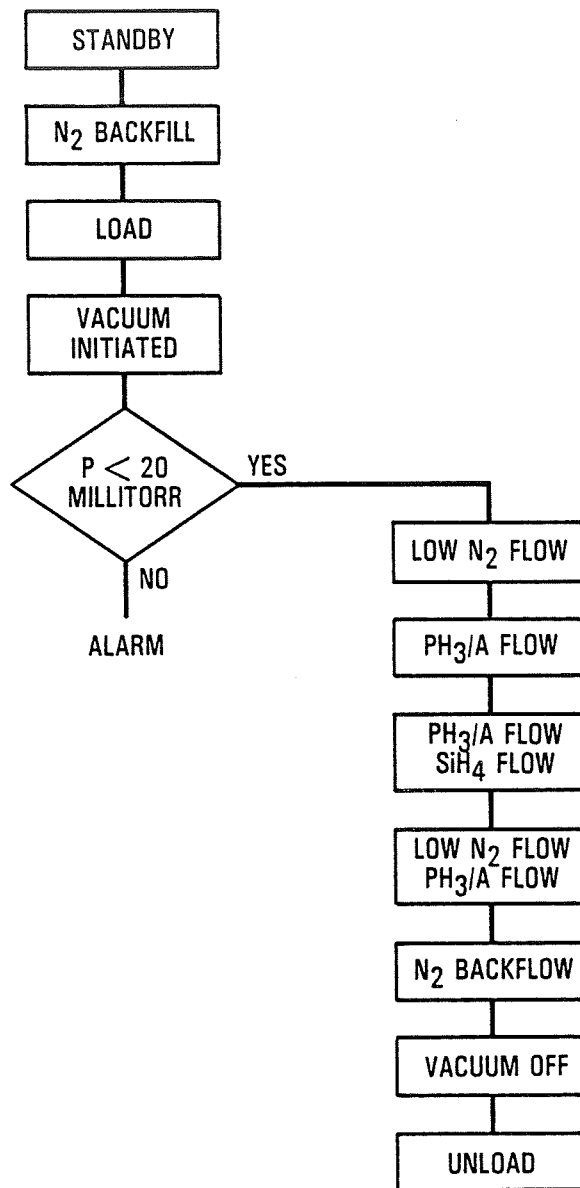 STANDBY
N2 BACKFILL
LOAD
VACUUM
INITIATED
P < 20
MILLITORR
YES
NO
ALARM
LOW N2 FLOW
PH3/A FLOW
PH3/A FLOW
SiH4 FLOW
LOW N2 FLOW
PH3/A FLOW
N2 BACKFLOW
VACUUM OFF
UNLOAD